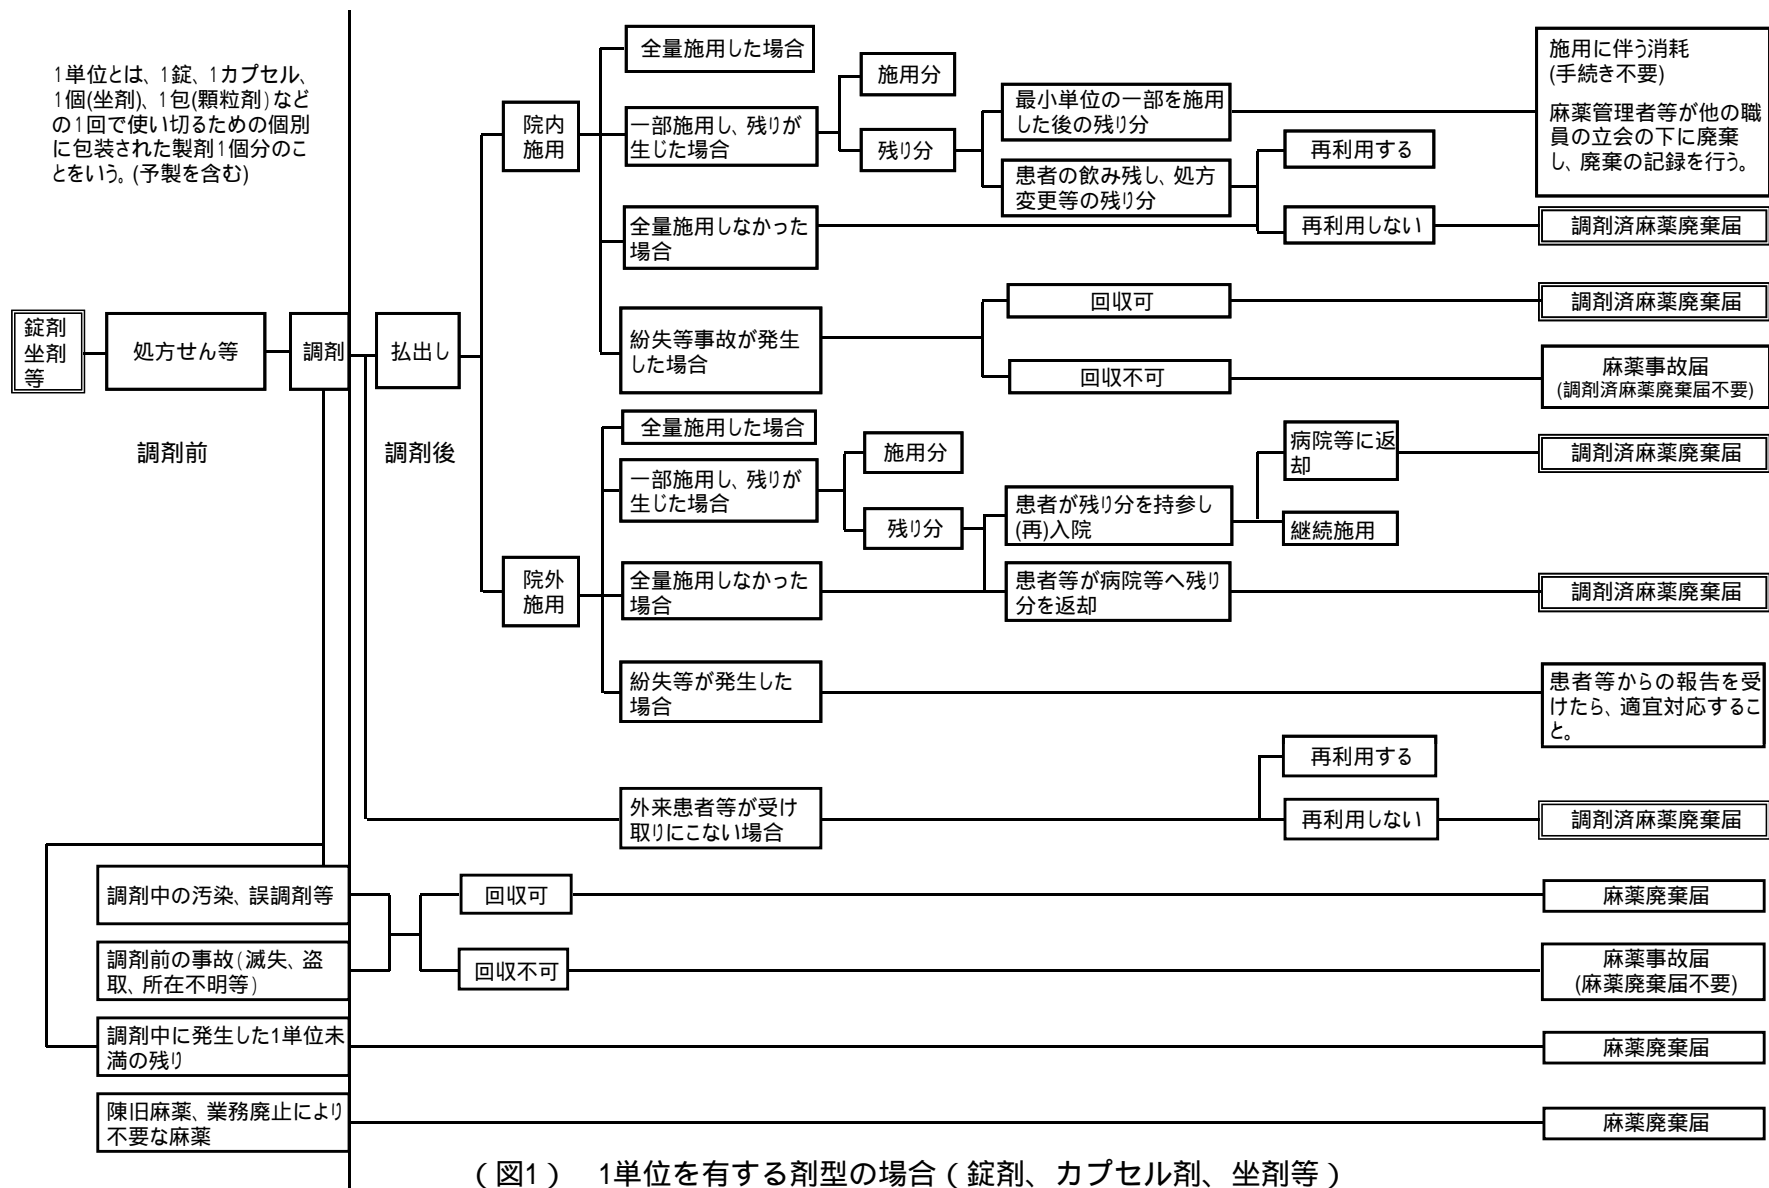 1単位とは、1錠、1カプセル、
1個(坐剤)、1包(顆粒剤)など
の1回で使い切るための個別
に包装された製剤1個分のこ
とをいう。(予製を含む)
錠剤
坐剤
等
処方せん等
調剤
払出し
調剤前
調剤後
院内
施用
全量施用した場合
一部施用し、残りが
生じた場合
施用分
残り分
最小単位の一部を施用
した後の残り分
施用に伴う消耗
(手続き不要)
麻薬管理者等が他の職
員の立会の下に廃棄
し、廃棄の記録を行う。
患者の飲み残し、処方
変更等の残り分
再利用する
全量施用しなかった
場合
再利用しない
調剤済麻薬廃棄届
紛失等事故が発生
した場合
回収可
調剤済麻薬廃棄届
回収不可
麻薬事故届
(調剤済麻薬廃棄届不要)
院外
施用
全量施用した場合
一部施用し、残りが
生じた場合
施用分
残り分
患者が残り分を持参し
(再)入院
病院等に返
却
調剤済麻薬廃棄届
継続施用
全量施用しなかった
場合
患者等が病院等へ残り
分を返却
調剤済麻薬廃棄届
紛失等が発生した
場合
患者等からの報告を受
けたら、適宜対応するこ
と。
外来患者等が受け
取りにこない場合
再利用する
再利用しない
調剤済麻薬廃棄届
調剤中の汚染、誤調剤等
回収可
麻薬廃棄届
調剤前の事故(滅失、盗
取、所在不明等)
回収不可
麻薬事故届
(麻薬廃棄届不要)
調剤中に発生した1単位未
満の残り
麻薬廃棄届
陳旧麻薬、業務廃止により
不要な麻薬
麻薬廃棄届
(図1) 1単位を有する剤型の場合(錠剤、カプセル剤、坐剤等)